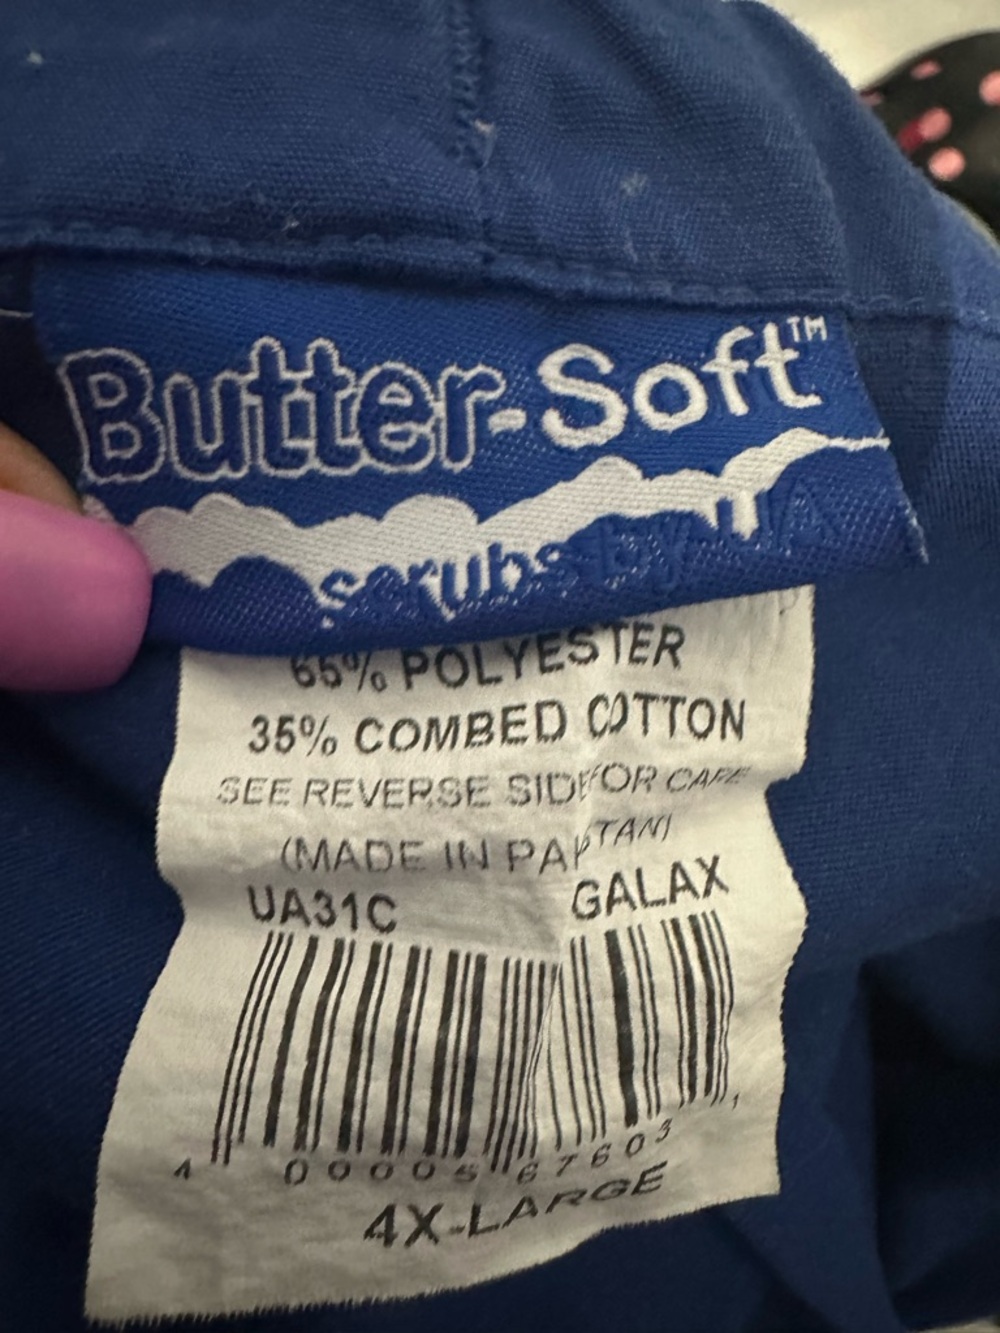 Butter-Soft™
scrubs by UA
65% POLYESTER
35% COMBED COTTON
SEE REVERSE SIDE FOR CARE
(MADE IN PAKISTAN)
UA31C GALAX
4 00005 67603 1
4X-LARGE